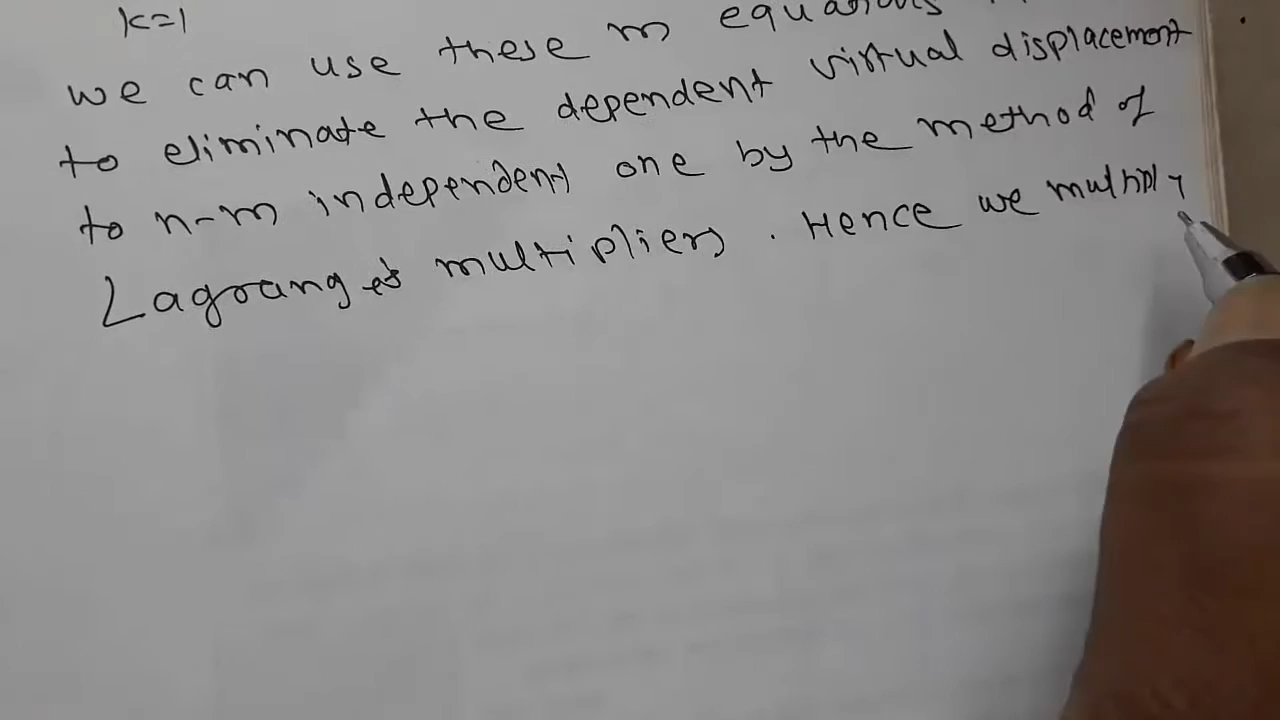 k=1
we can use these m equations
to eliminate the dependent virtual displacement
to n-m independent one by the method of
Lagrange's multipliers. Hence we multiply